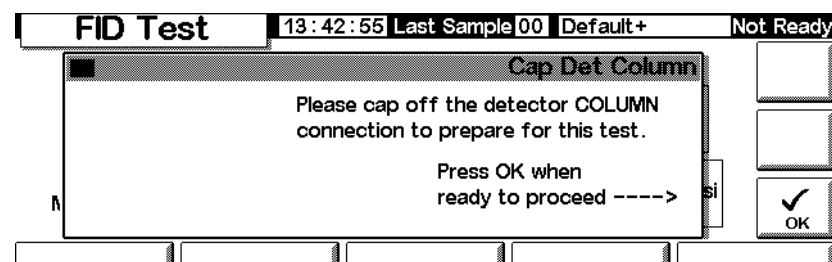 FID Test 13:42:55 Last Sample 00 Default+ Not Ready
Cap Det Column
Please cap off the detector COLUMN
connection to prepare for this test.
Press OK when
ready to proceed ---->
si
OK